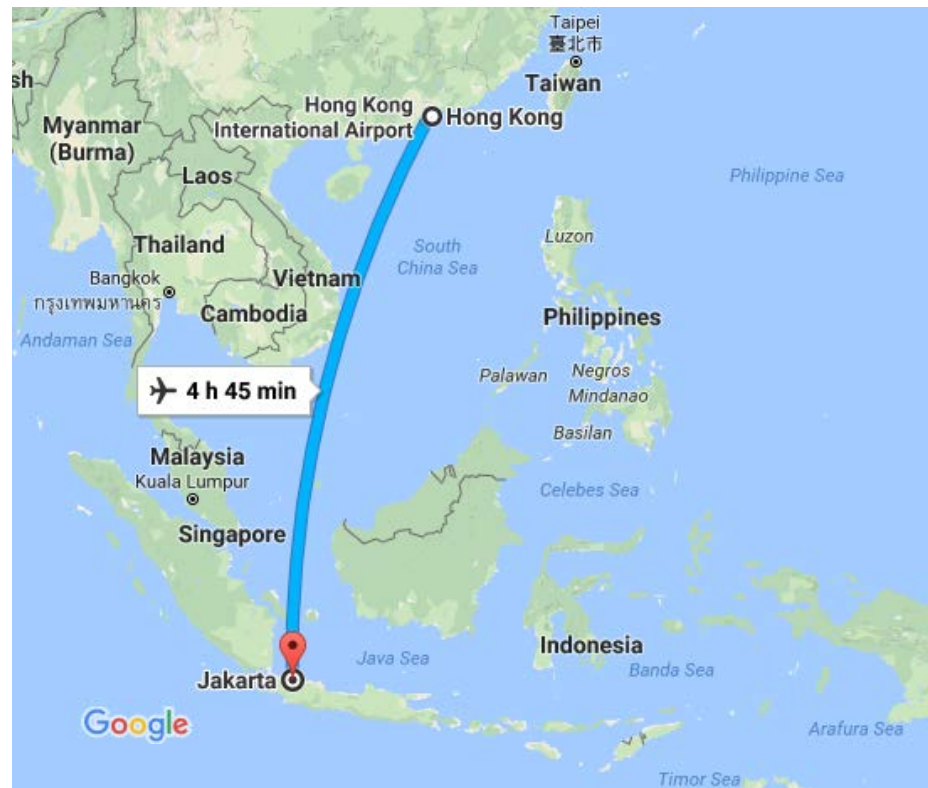 Taipei
臺北市
Taiwan
sh
Hong Kong
International Airport
Hong Kong
Myanmar
(Burma)
Laos
Philippine Sea
Thailand
Luzon
South
China Sea
Bangkok
กรุงเทพมหานคร
Vietnam
Cambodia
Philippines
Andaman Sea
Palawan
Negros
4 h 45 min
Mindanao
Basilan
Malaysia
Kuala Lumpur
Celebes Sea
Singapore
Indonesia
Java Sea
Banda Sea
Jakarta
Google
Arafura Sea
Timor Sea